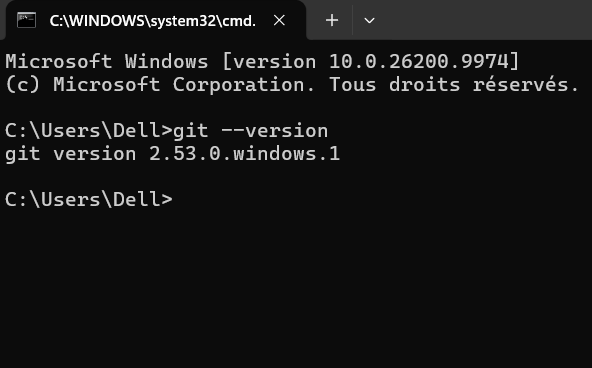 C:\WINDOWS\system32\cmd.
Microsoft Windows [version 10.0.26200.9974]
(c) Microsoft Corporation. Tous droits réservés.
C:\Users\Dell>git --version
git version 2.53.0.windows.1
C:\Users\Dell>